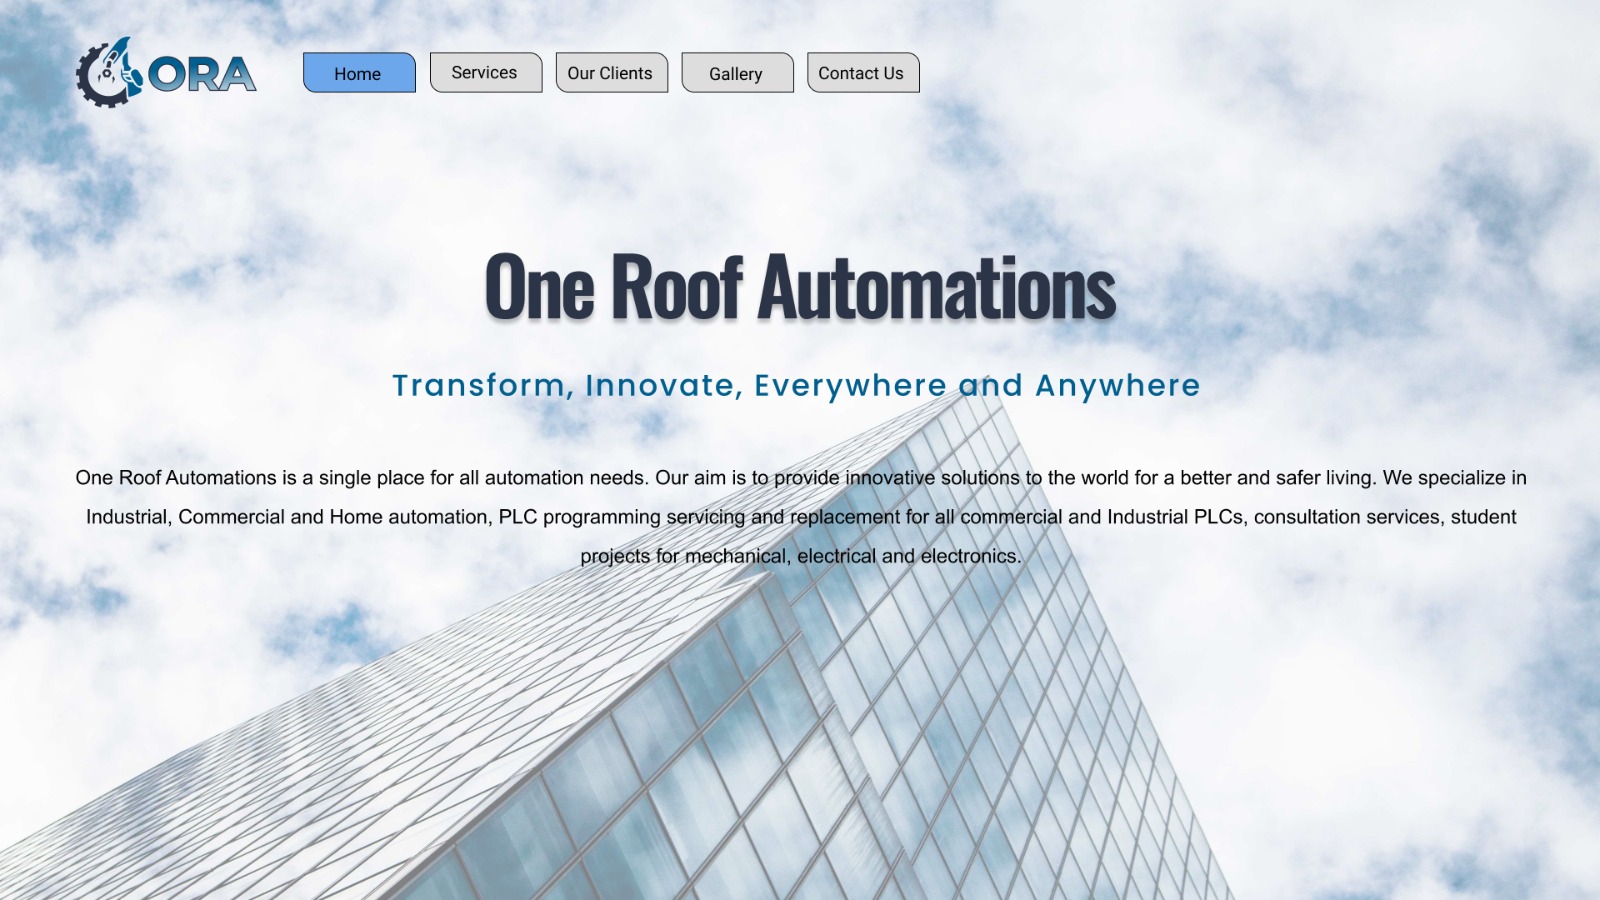 ORA
Home
Services
Our Clients
Gallery
Contact Us
One Roof Automations
Transform, Innovate, Everywhere and Anywhere
One Roof Automations is a single place for all automation needs. Our aim is to provide innovative solutions to the world for a better and safer living. We specialize in
Industrial, Commercial and Home automation, PLC programming servicing and replacement for all commercial and Industrial PLCs, consultation services, student
projects for mechanical, electrical and electronics.